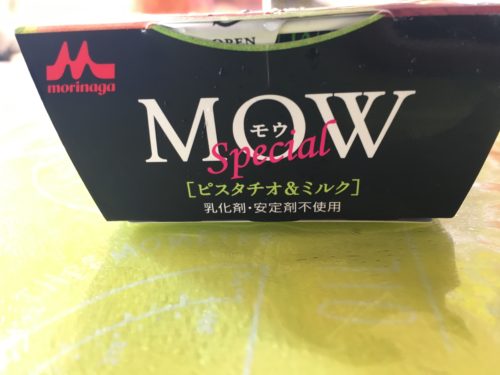 OPEN
morinaga
MOW
モウ
Special
[ピスタチオ&ミルク]
乳化剤・安定剤不使用